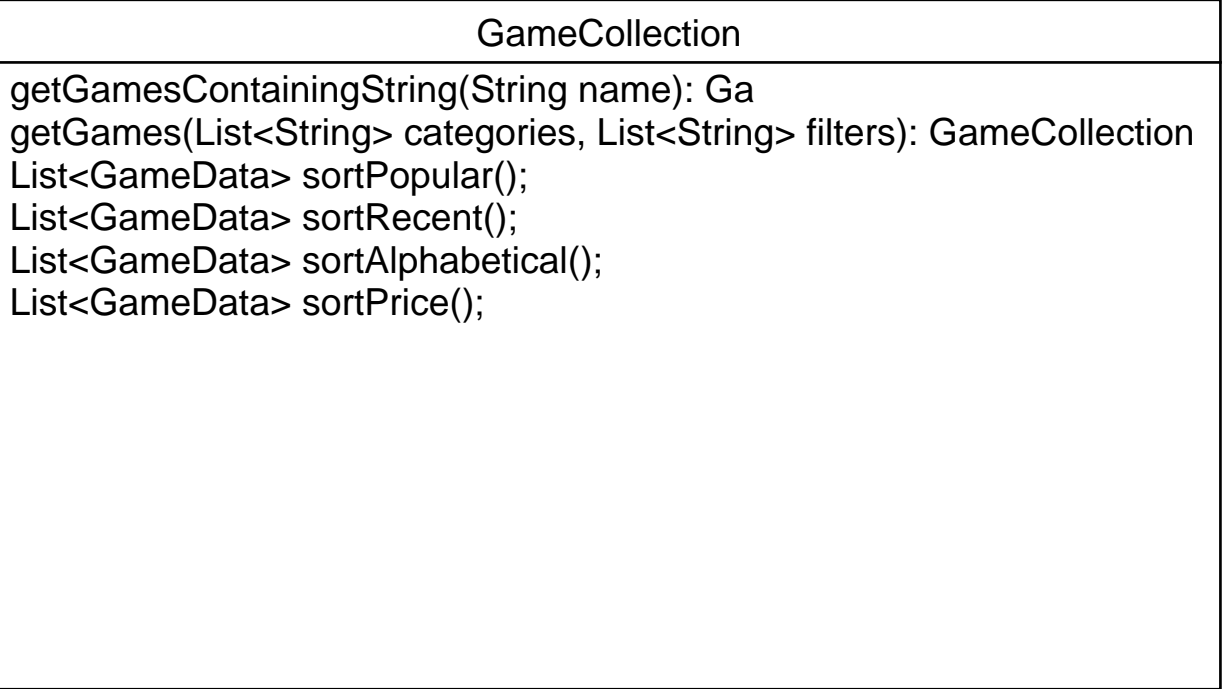 GameCollection
getGamesContainingString(String name): Ga
getGames(List<String> categories, List<String> filters): GameCollection
List<GameData> sortPopular();
List<GameData> sortRecent();
List<GameData> sortAlphabetical();
List<GameData> sortPrice();